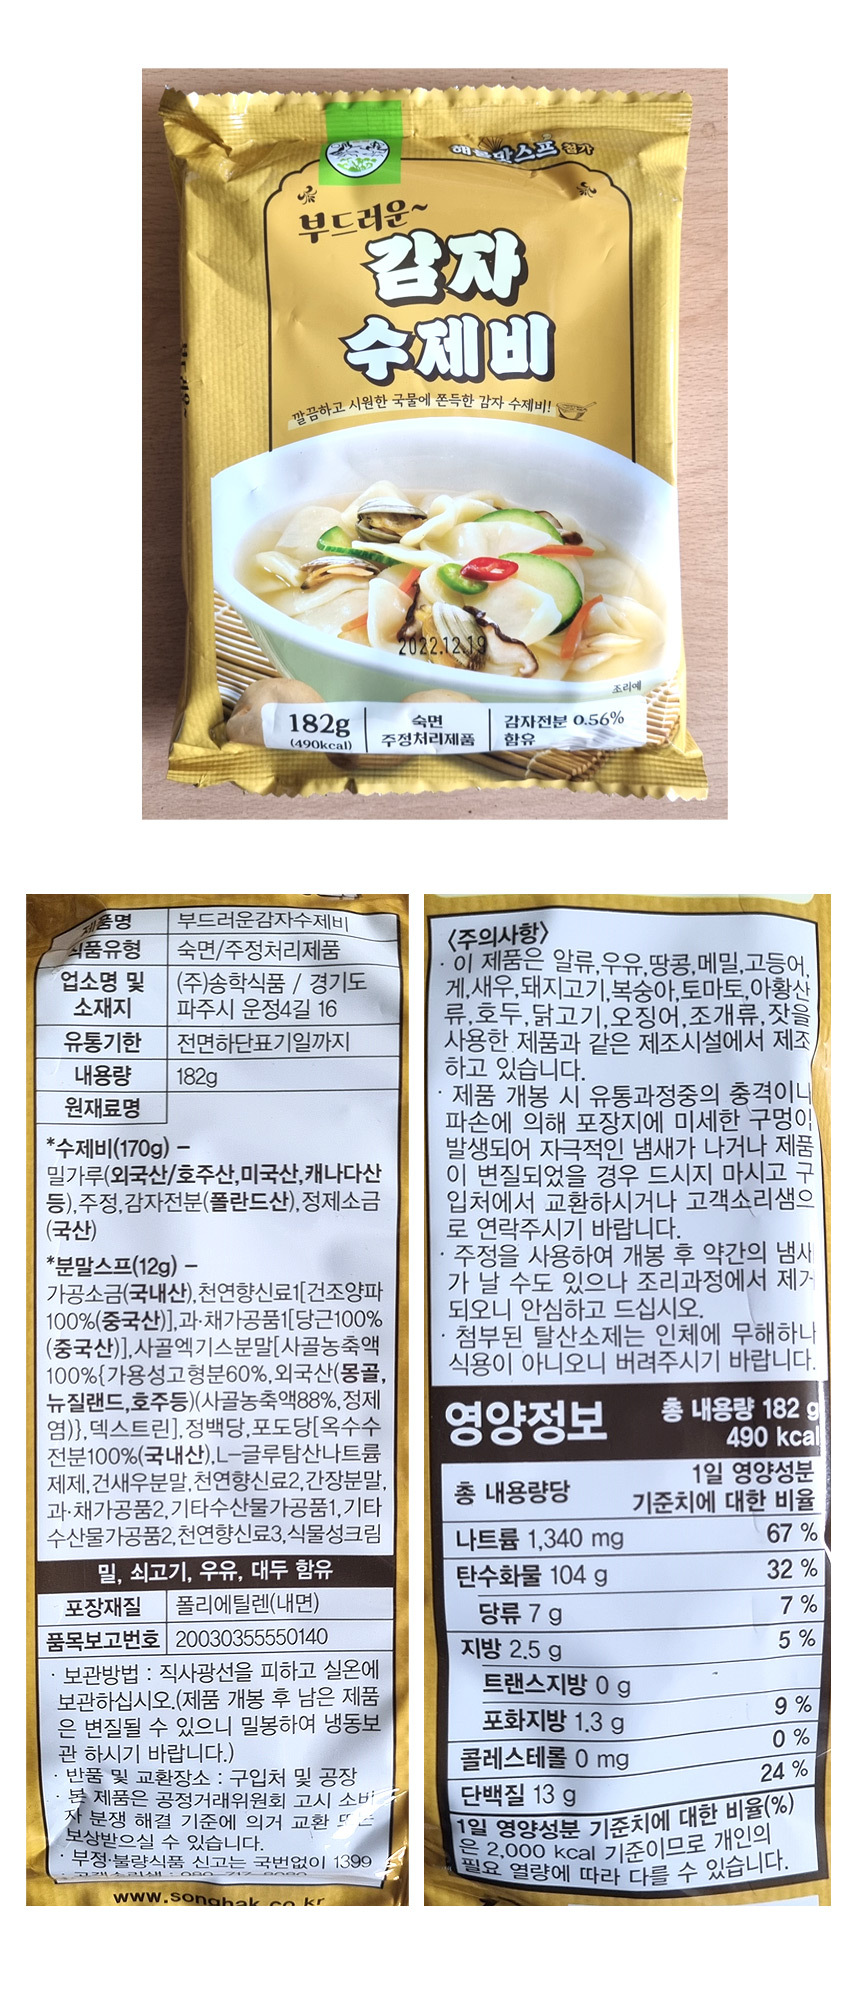 해물맛스프 첨가
부드러운~
감자
수제비
깔끔하고 시원한 국물에 쫀득한 감자 수제비!
2022.12.19
조리예
182g
(490kcal)
숙면
주정처리제품
감자전분 0.56%
함유
제품명 부드러운감자수제비
식품유형 숙면/주정처리제품
업소명 및 소재지 (주)송학식품 / 경기도
파주시 운정4길 16
유통기한 전면하단표기일까지
내용량 182g
원재료명
*수제비(170g) –
밀가루(외국산/호주산,미국산,캐나다산
등),주정,감자전분(폴란드산),정제소금
(국산)
*분말스프(12g) –
가공소금(국내산),천연향신료1[건조양파
100%(중국산)],과·채가공품1[당근100%
(중국산)],사골엑기스분말[사골농축액
100%{가용성고형분60%,외국산(몽골,
뉴질랜드,호주등)(사골농축액88%,정제
염)},덱스트린],정백당,포도당[옥수수
전분100%(국내산),L–글루탐산나트륨
제제,건새우분말,천연향신료2,간장분말,
과·채가공품2,기타수산물가공품1,기타
수산물가공품2,천연향신료3,식물성크림
밀, 쇠고기, 우유, 대두 함유
포장재질 폴리에틸렌(내면)
품목보고번호 20030355550140
· 보관방법 : 직사광선을 피하고 실온에
보관하십시오.(제품 개봉 후 남은 제품
은 변질될 수 있으니 밀봉하여 냉동보
관 하시기 바랍니다.)
· 반품 및 교환장소 : 구입처 및 공장
· 본 제품은 공정거래위원회 고시 소비
자 분쟁 해결 기준에 의거 교환 또는
보상받으실 수 있습니다.
· 부정·불량식품 신고는 국번없이 1399
www.songhak.co.kr
〈주의사항〉
· 이 제품은 알류,우유,땅콩,메밀,고등어,
게,새우,돼지고기,복숭아,토마토,아황산
류,호두,닭고기,오징어,조개류,잣을
사용한 제품과 같은 제조시설에서 제조
하고 있습니다.
· 제품 개봉 시 유통과정중의 충격이나
파손에 의해 포장지에 미세한 구멍이
발생되어 자극적인 냄새가 나거나 제품
이 변질되었을 경우 드시지 마시고 구
입처에서 교환하시거나 고객소리샘으
로 연락주시기 바랍니다.
· 주정을 사용하여 개봉 후 약간의 냄새
가 날 수도 있으나 조리과정에서 제거
되오니 안심하고 드십시오.
· 첨부된 탈산소제는 인체에 무해하나
식용이 아니오니 버려주시기 바랍니다.
영양정보 총 내용량 182 g
490 kcal
총 내용량당 1일 영양성분
기준치에 대한 비율
나트륨 1,340 mg 67 %
탄수화물 104 g 32 %
당류 7 g 7 %
지방 2.5 g 5 %
트랜스지방 0 g
포화지방 1.3 g 9 %
콜레스테롤 0 mg 0 %
단백질 13 g 24 %
1일 영양성분 기준치에 대한 비율(%)
은 2,000 kcal 기준이므로 개인의
필요 열량에 따라 다를 수 있습니다.